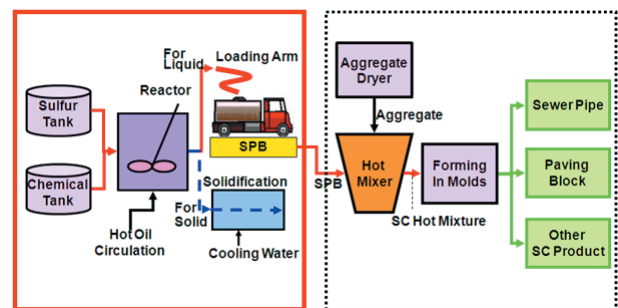 Sulfur
Tank
Chemical
Tank
Reactor
Hot Oil
Circulation
For
Liquid
Loading Arm
SPB
Solidification
For
Solid
Cooling Water
SPB
Aggregate
Dryer
Aggregate
Hot
Mixer
SC Hot Mixture
Forming
In Molds
Sewer Pipe
Paving
Block
Other
SC Product